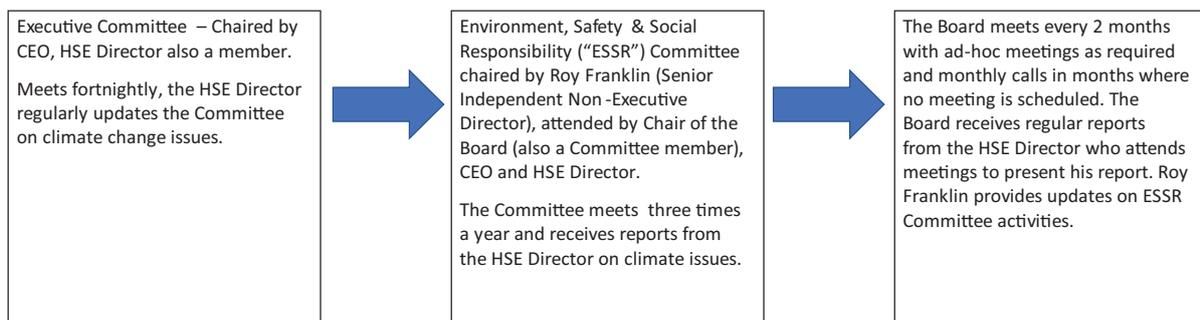 Executive Committee – Chaired by
CEO, HSE Director also a member.
Meets fortnightly, the HSE Director
regularly updates the Committee
on climate change issues.
Environment, Safety & Social
Responsibility (“ESSR”) Committee
chaired by Roy Franklin (Senior
Independent Non-Executive
Director), attended by Chair of the
Board (also a Committee member),
CEO and HSE Director.
The Committee meets three times
a year and receives reports from
the HSE Director on climate issues.
The Board meets every 2 months
with ad-hoc meetings as required
and monthly calls in months where
no meeting is scheduled. The
Board receives regular reports
from the HSE Director who attends
meetings to present his report. Roy
Franklin provides updates on ESSR
Committee activities.